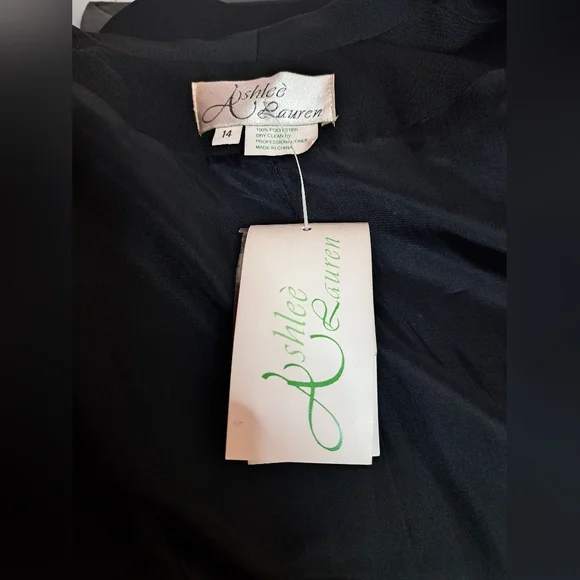 Ashleè
Lauren
14
100% POLYESTER
DRY CLEAN BY
PROFESSIONAL ONLY
MADE IN CHINA
Ashleè
Lauren